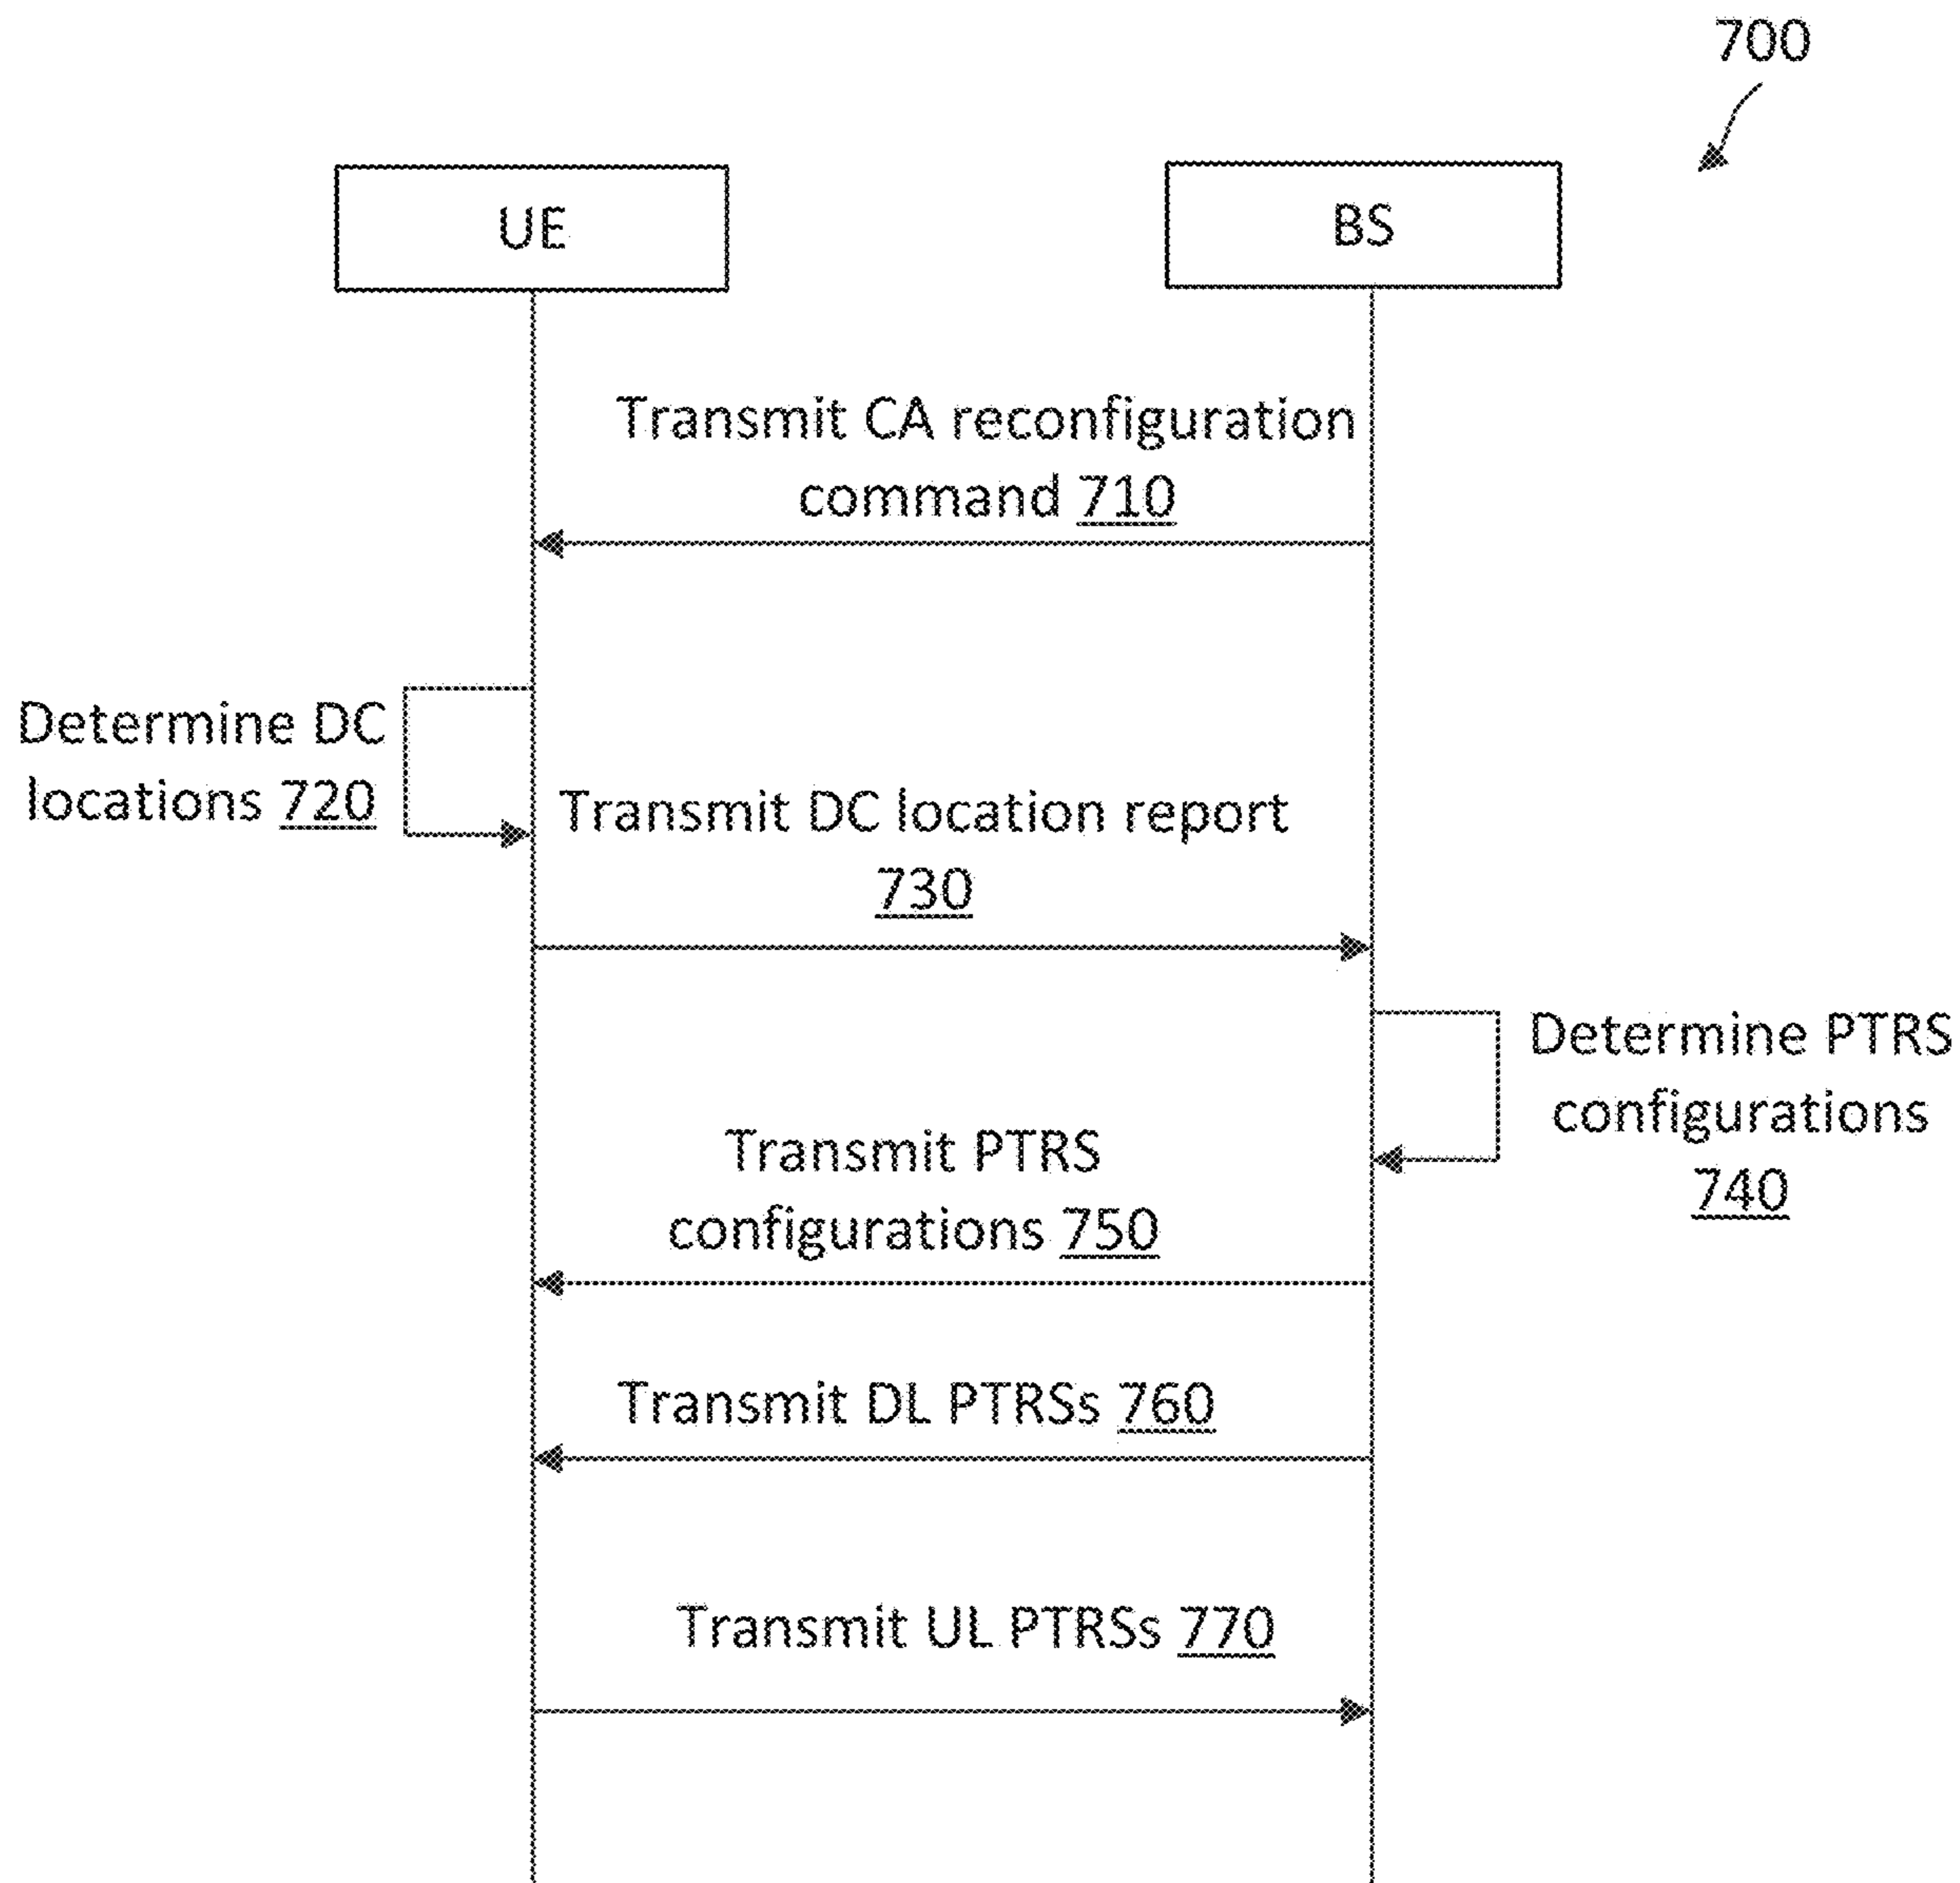 700
UE
BS
Transmit CA reconfiguration
command 710
Determine DC
locations 720
Transmit DC location report
730
Determine PTRS
configurations
740
Transmit PTRS
configurations 750
Transmit DL PTRSs 760
Transmit UL PTRSs 770